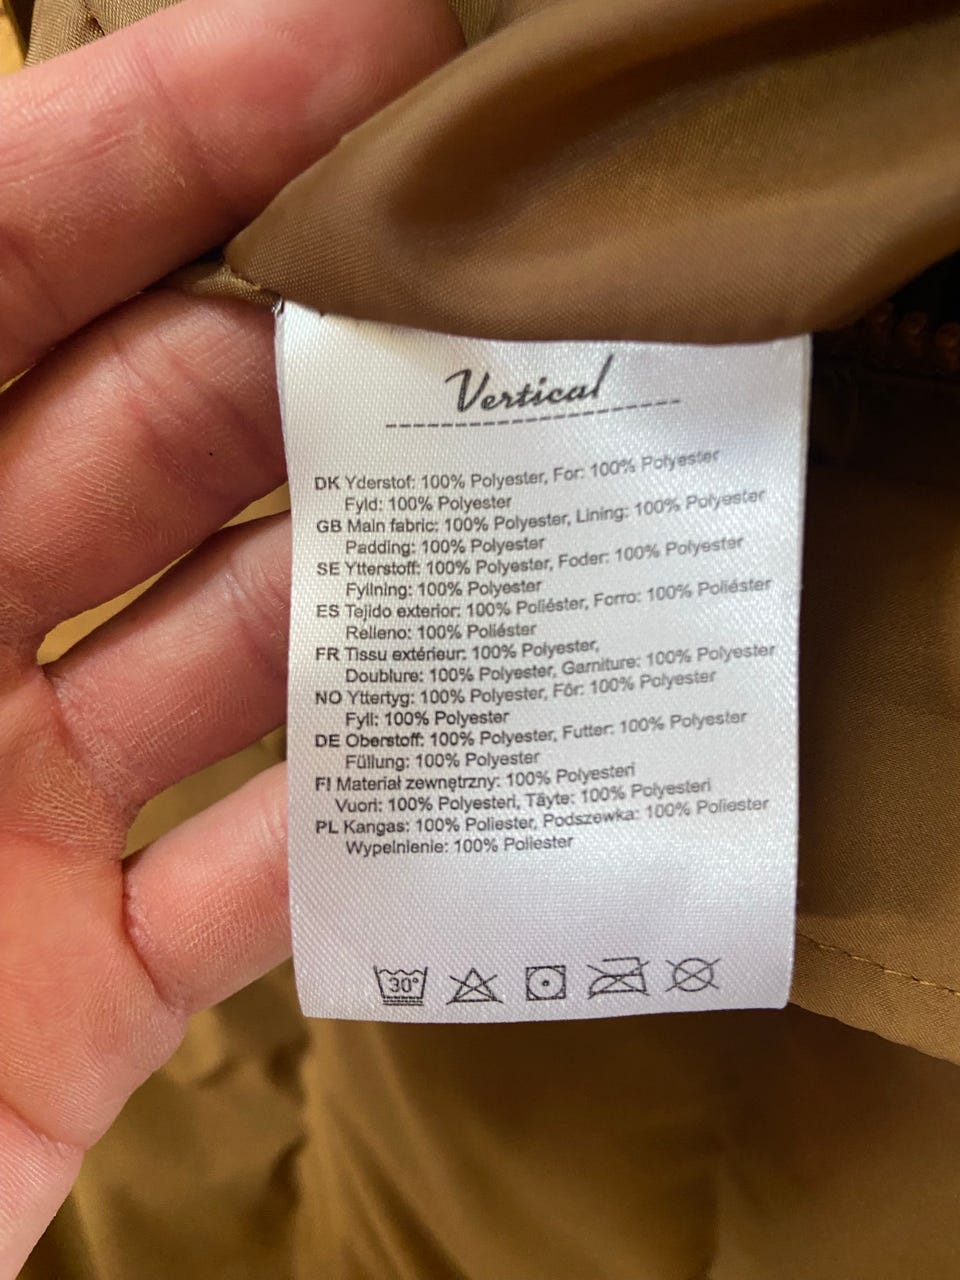 Vertical
DK Yderstof: 100% Polyester, For: 100% Polyester
Fyld: 100% Polyester
GB Main fabric: 100% Polyester, Lining: 100% Polyester
Padding: 100% Polyester
SE Ytterstoff: 100% Polyester, Foder: 100% Polyester
Fyllning: 100% Polyester
ES Tejido exterior: 100% Poliéster, Forro: 100% Poliéster
Relleno: 100% Poliéster
FR Tissu extérieur: 100% Polyester,
Doublure: 100% Polyester, Garniture: 100% Polyester
NO Yttertyg: 100% Polyester, Fôr: 100% Polyester
Fyll: 100% Polyester
DE Oberstoff: 100% Polyester, Futter: 100% Polyester
Füllung: 100% Polyester
FI Materiał zewnętrzny: 100% Polyesteri
Vuori: 100% Polyesteri, Täyte: 100% Polyesteri
PL Kangas: 100% Poliester, Podszewka: 100% Poliester
Wypelnienie: 100% Poliester
30°